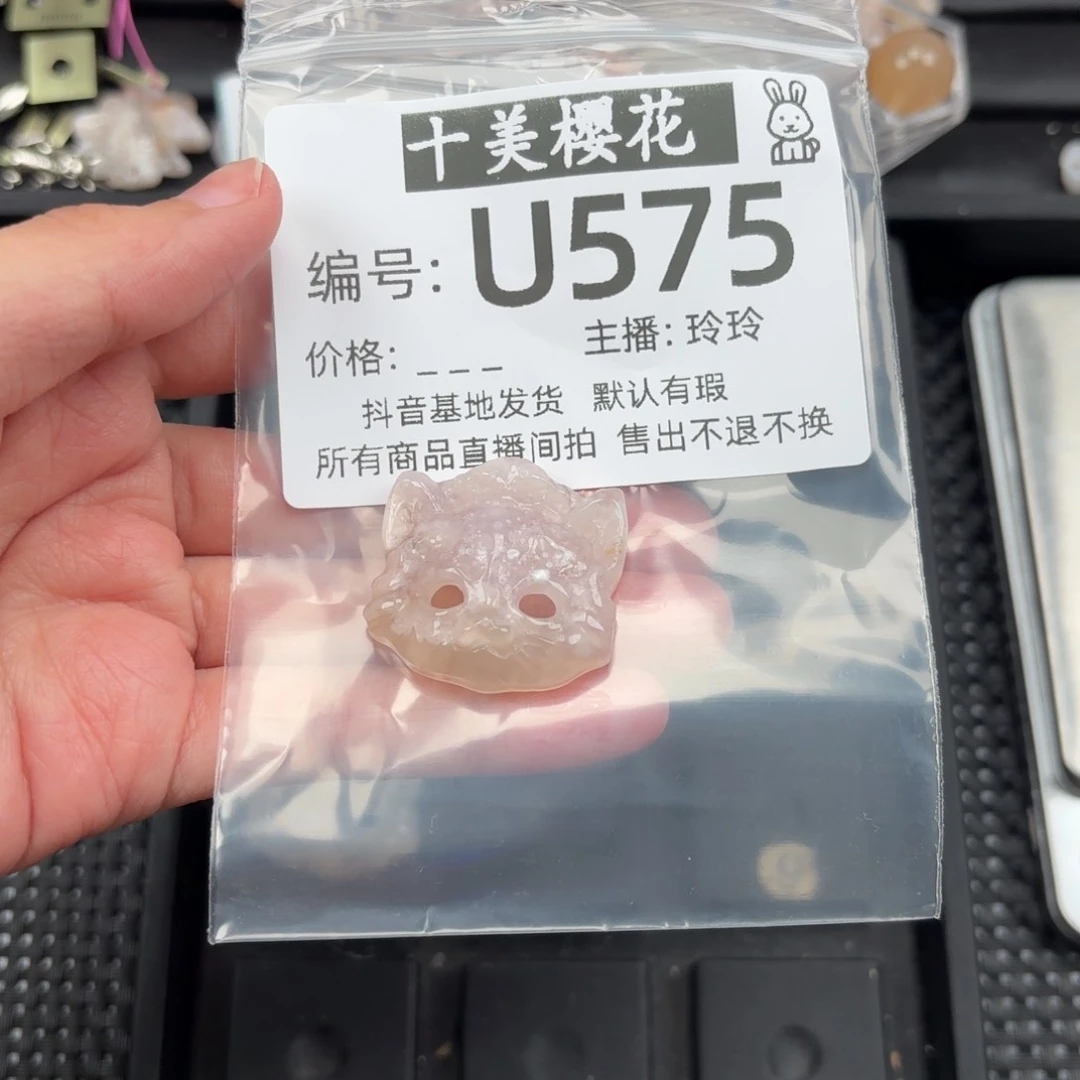 十美樱花
编号: U575
价格: _ _ _ 主播: 玲玲
抖音基地发货 默认有瑕
所有商品直播间拍 售出不退不换